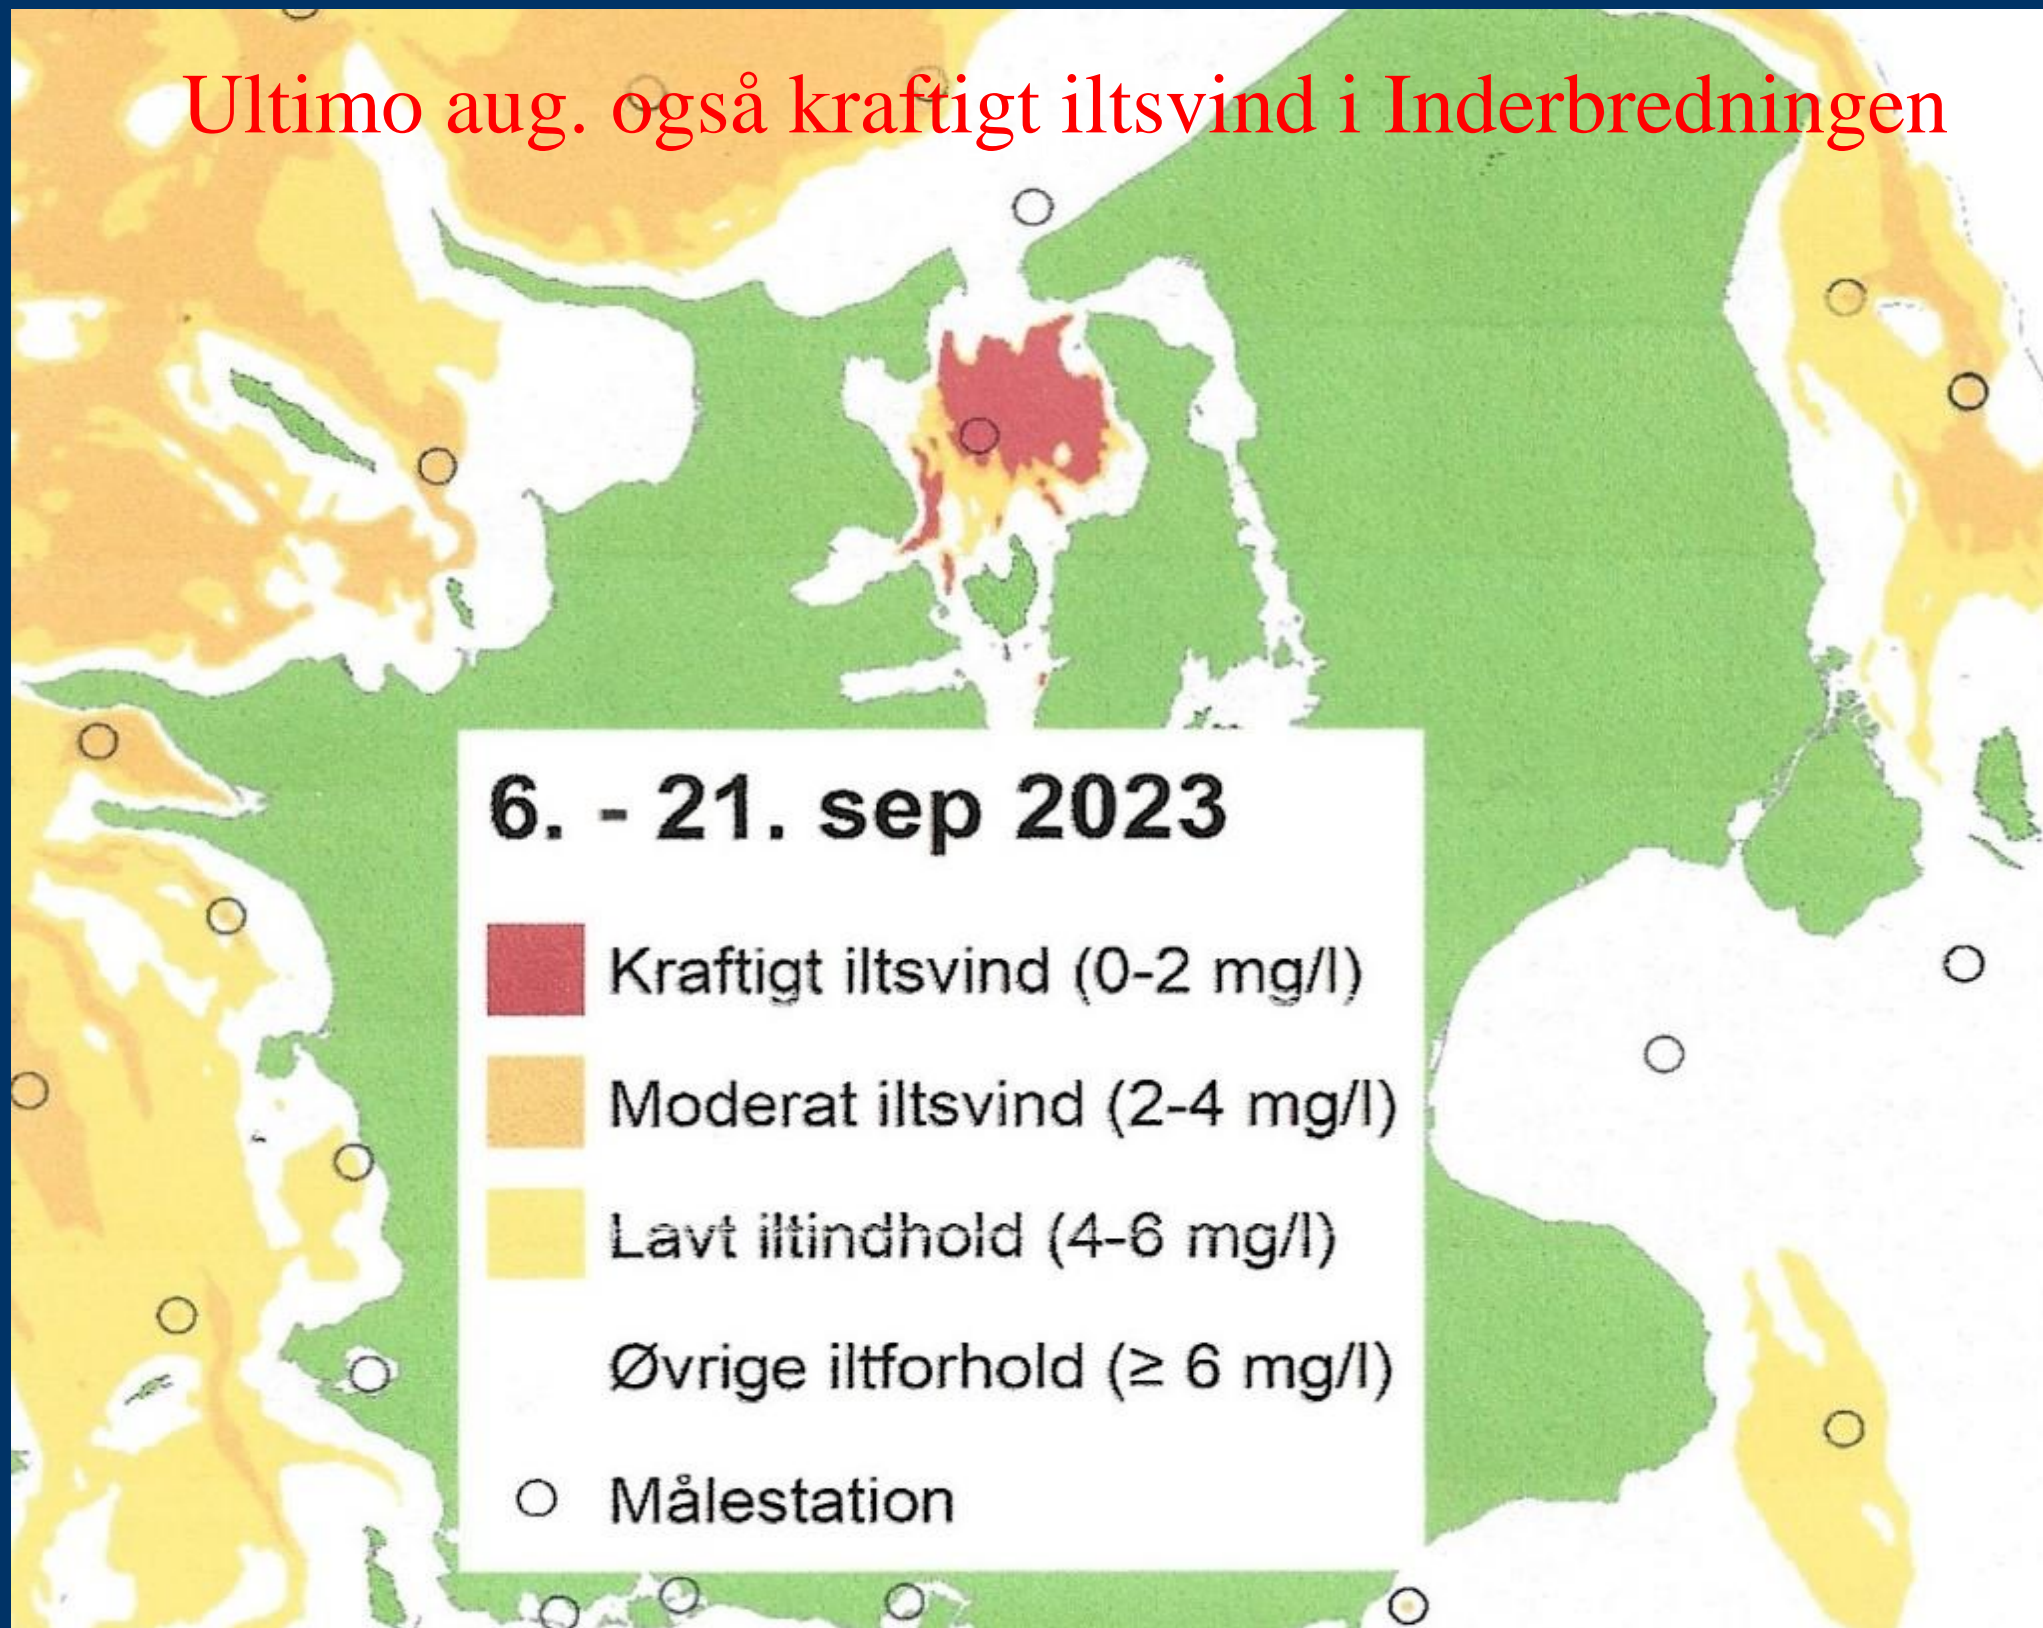 Ultimo aug. også kraftigt iltsvind i Inderbredningen
6. - 21. sep 2023
Kraftigt iltsvind (0-2 mg/l)
Moderat iltsvind (2-4 mg/l)
Lavt iltindhold (4-6 mg/l)
Øvrige iltforhold (≥ 6 mg/l)
Målestation